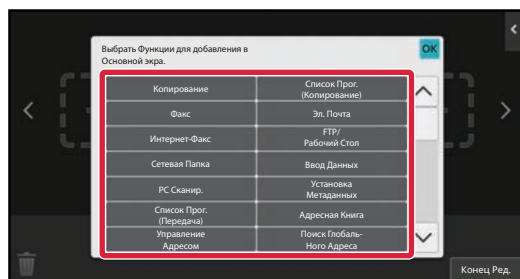 Выбрать Функции для добавления в
Основной экра.
OK
Копирование
Список Прог.
(Копирование)
Факс
Эл. Почта
Интернет-Факс
FTP/
Рабочий Стол
Сетевая Папка
Ввод Данных
PC Сканир.
Установка
Метаданных
Список Прог.
(Передача)
Адресная Книга
Управление
Адресом
Поиск Глобаль-
Ного Адреса
Конец Ред.